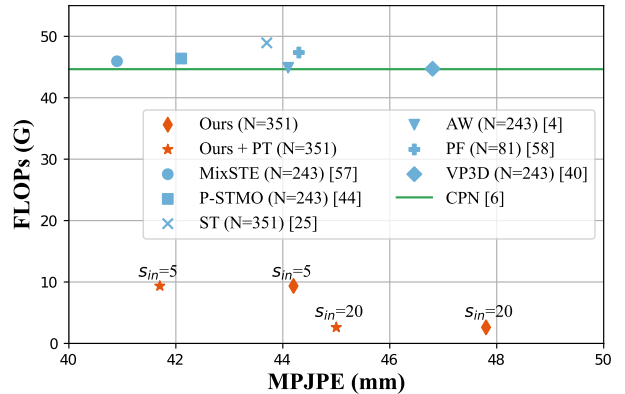 50
40
30
20
10
0
FLOPs (G)
Ours (N=351)
Ours + PT (N=351)
MixSTE (N=243) [57]
P-STMO (N=243) [44]
ST (N=351) [25]
AW (N=243) [4]
PF (N=81) [58]
VP3D (N=243) [40]
CPN [6]
s_in=5
s_in=5
s_in=20
s_in=20
40 42 44 46 48 50
MPJPE (mm)